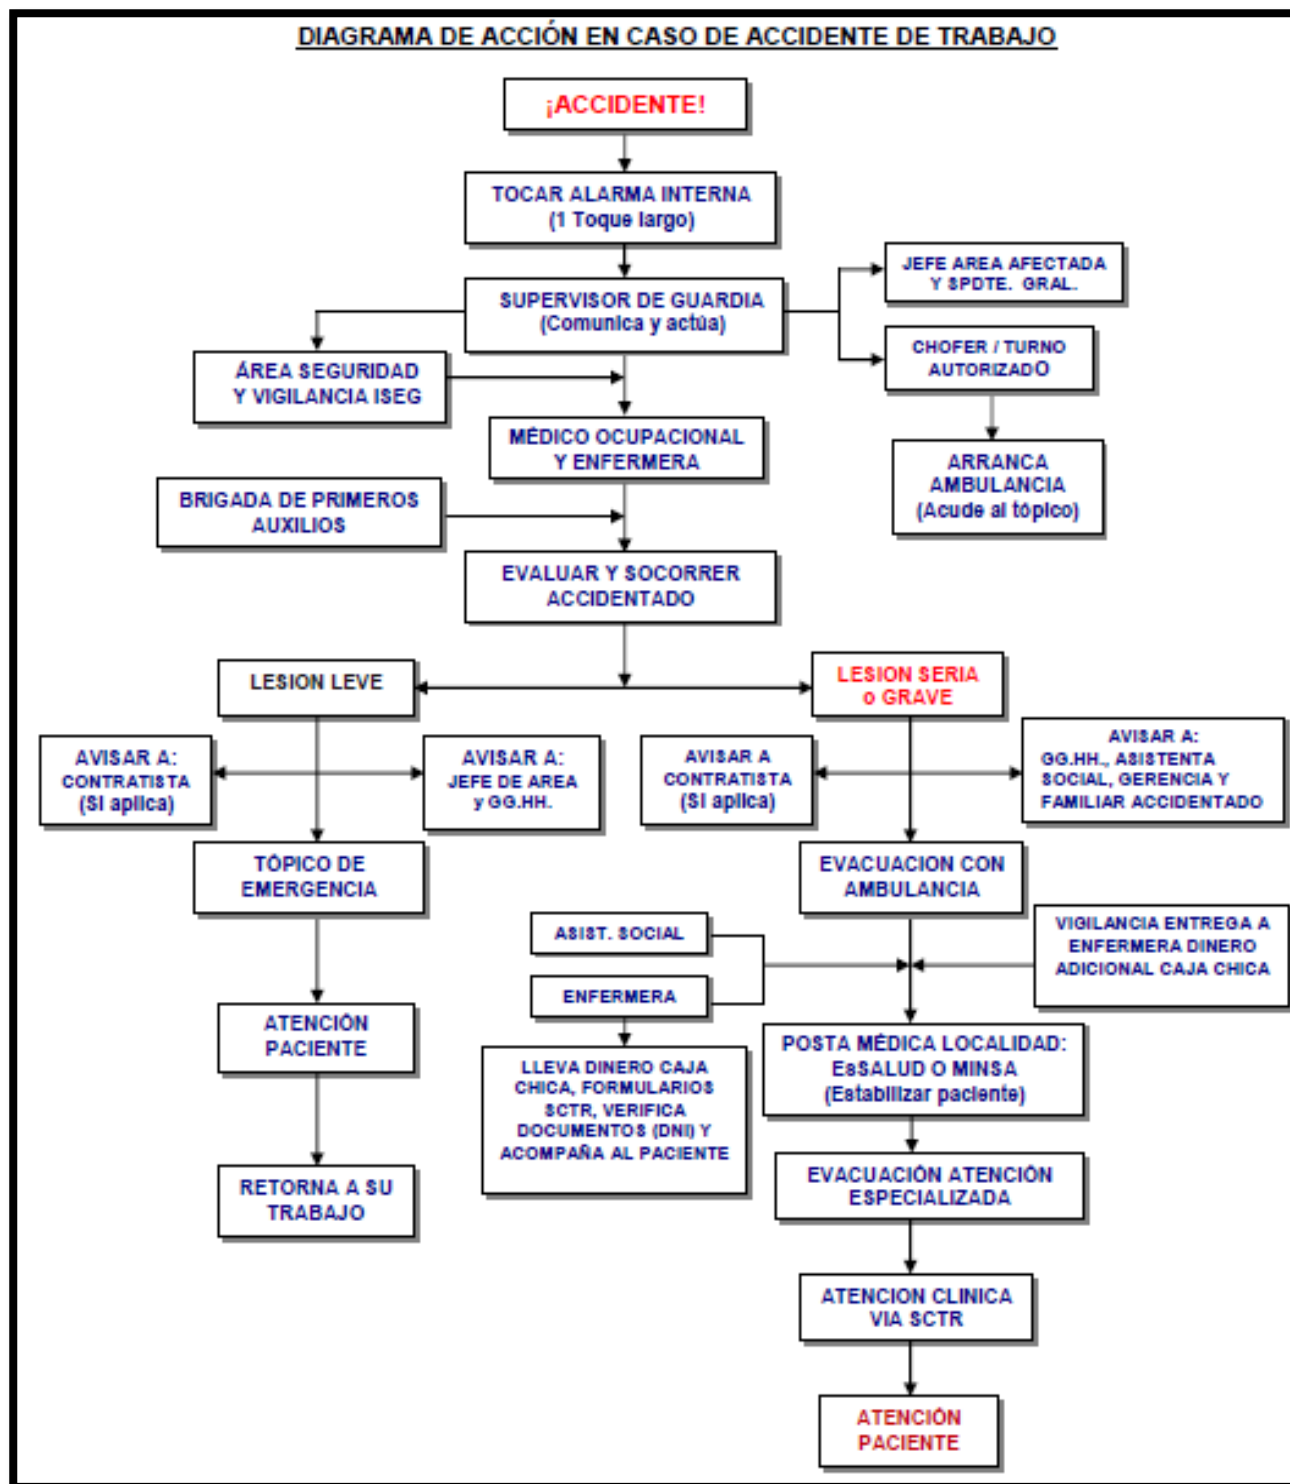 DIAGRAMA DE ACCIÓN EN CASO DE ACCIDENTE DE TRABAJO
¡ACCIDENTE!
TOCAR ALARMA INTERNA
(1 Toque largo)
SUPERVISOR DE GUARDIA
(Comunica y actúa)
JEFE AREA AFECTADA
Y SPDTE. GRAL.
CHOFER / TURNO
AUTORIZADO
ÁREA SEGURIDAD
Y VIGILANCIA ISEG
MÉDICO OCUPACIONAL
Y ENFERMERA
ARRANCA
AMBULANCIA
(Acude al tópico)
BRIGADA DE PRIMEROS
AUXILIOS
EVALUAR Y SOCORRER
ACCIDENTADO
LESION LEVE
LESION SERIA
o GRAVE
AVISAR A:
CONTRATISTA
(Si aplica)
AVISAR A:
JEFE DE AREA
y GG.HH.
AVISAR A
CONTRATISTA
(Si aplica)
AVISAR A:
GG.HH., ASISTENTA
SOCIAL, GERENCIA Y
FAMILIAR ACCIDENTADO
TÓPICO DE
EMERGENCIA
EVACUACION CON
AMBULANCIA
ASIST. SOCIAL
ENFERMERA
VIGILANCIA ENTREGA A
ENFERMERA DINERO
ADICIONAL CAJA CHICA
ATENCIÓN
PACIENTE
LLEVA DINERO CAJA
CHICA, FORMULARIOS
SCTR, VERIFICA
DOCUMENTOS (DNI) Y
ACOMPAÑA AL PACIENTE
POSTA MÉDICA LOCALIDAD:
EsSALUD O MINSA
(Estabilizar paciente)
RETORNA A SU
TRABAJO
EVACUACIÓN ATENCIÓN
ESPECIALIZADA
ATENCION CLINICA
VIA SCTR
ATENCIÓN
PACIENTE